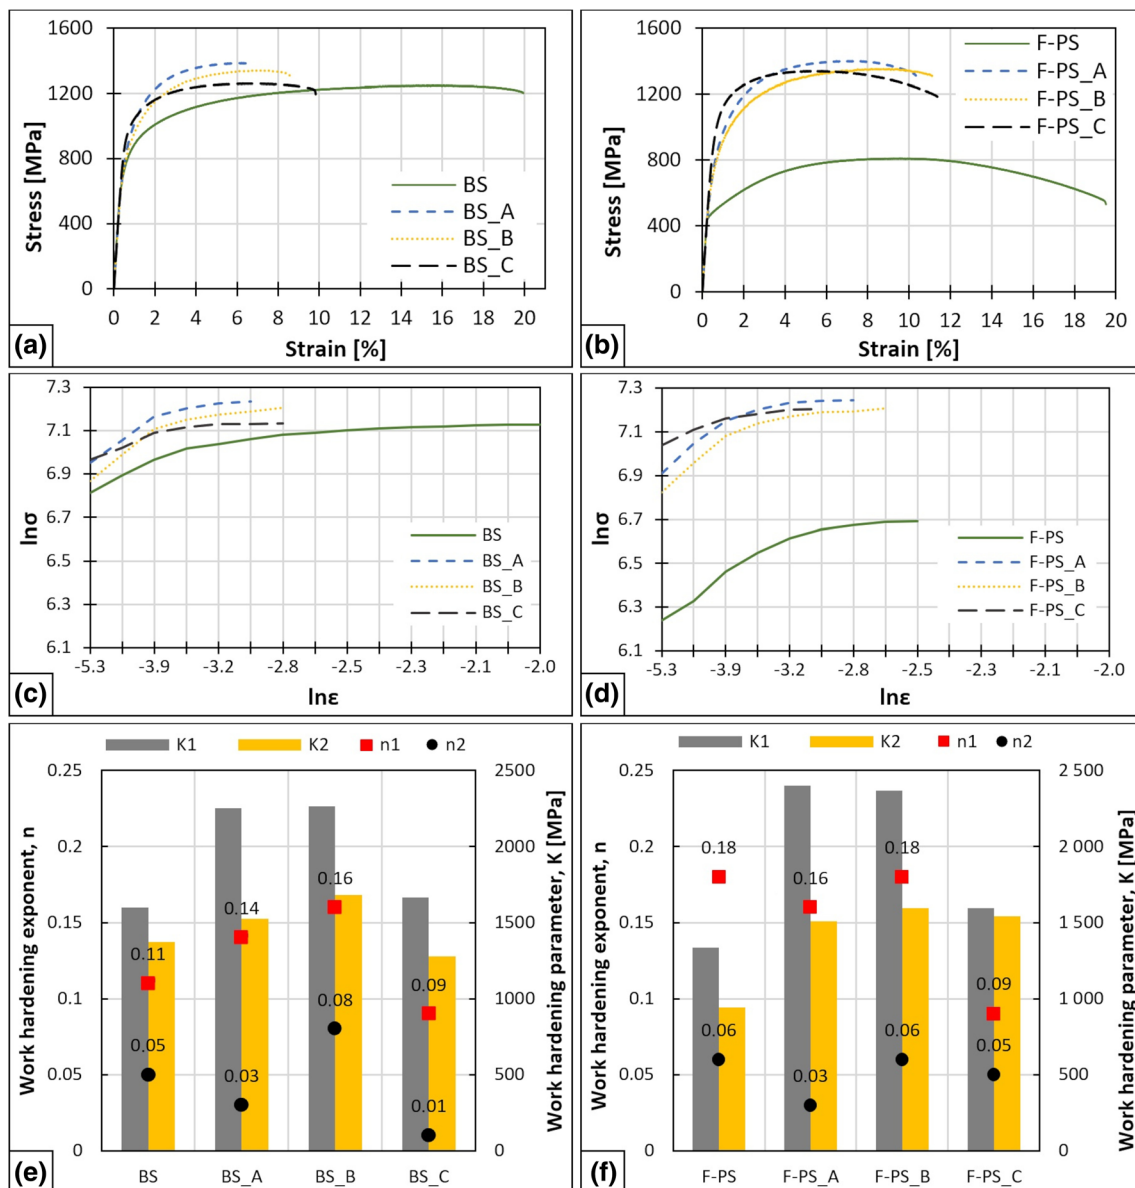 1600
1200
800
400
0
Stress [MPa]
BS
BS_A
BS_B
BS_C
0 2 4 6 8 10 12 14 16 18 20
Strain [%]
(a)
1600
1200
800
400
0
Stress [MPa]
F-PS
F-PS_A
F-PS_B
F-PS_C
0 2 4 6 8 10 12 14 16 18 20
Strain [%]
(b)
7.3
7.1
6.9
6.7
6.5
6.3
6.1
lnσ
BS
BS_A
BS_B
BS_C
-5.3 -3.9 -3.2 -2.8 -2.5 -2.3 -2.1 -2.0
lnε
(c)
7.3
7.1
6.9
6.7
6.5
6.3
6.1
lnσ
F-PS
F-PS_A
F-PS_B
F-PS_C
-5.3 -3.9 -3.2 -2.8 -2.5 -2.3 -2.1 -2.0
lnε
(d)
K1 K2 n1 n2
0.25
0.2
0.15
0.1
0.05
0
Work hardening exponent, n
0.11
0.05
0.14
0.03
0.16
0.08
0.09
0.01
2 500
2 000
1500
1000
500
0
Work hardening parameter, K [MPa]
BS BS_A BS_B BS_C
(e)
K1 K2 n1 n2
0.25
0.2
0.15
0.1
0.05
0
Work hardening exponent, n
0.18
0.06
0.16
0.03
0.18
0.06
0.09
0.05
2 500
2 000
1500
1000
500
0
Work hardening parameter, K [MPa]
F-PS F-PS_A F-PS_B F-PS_C
(f)